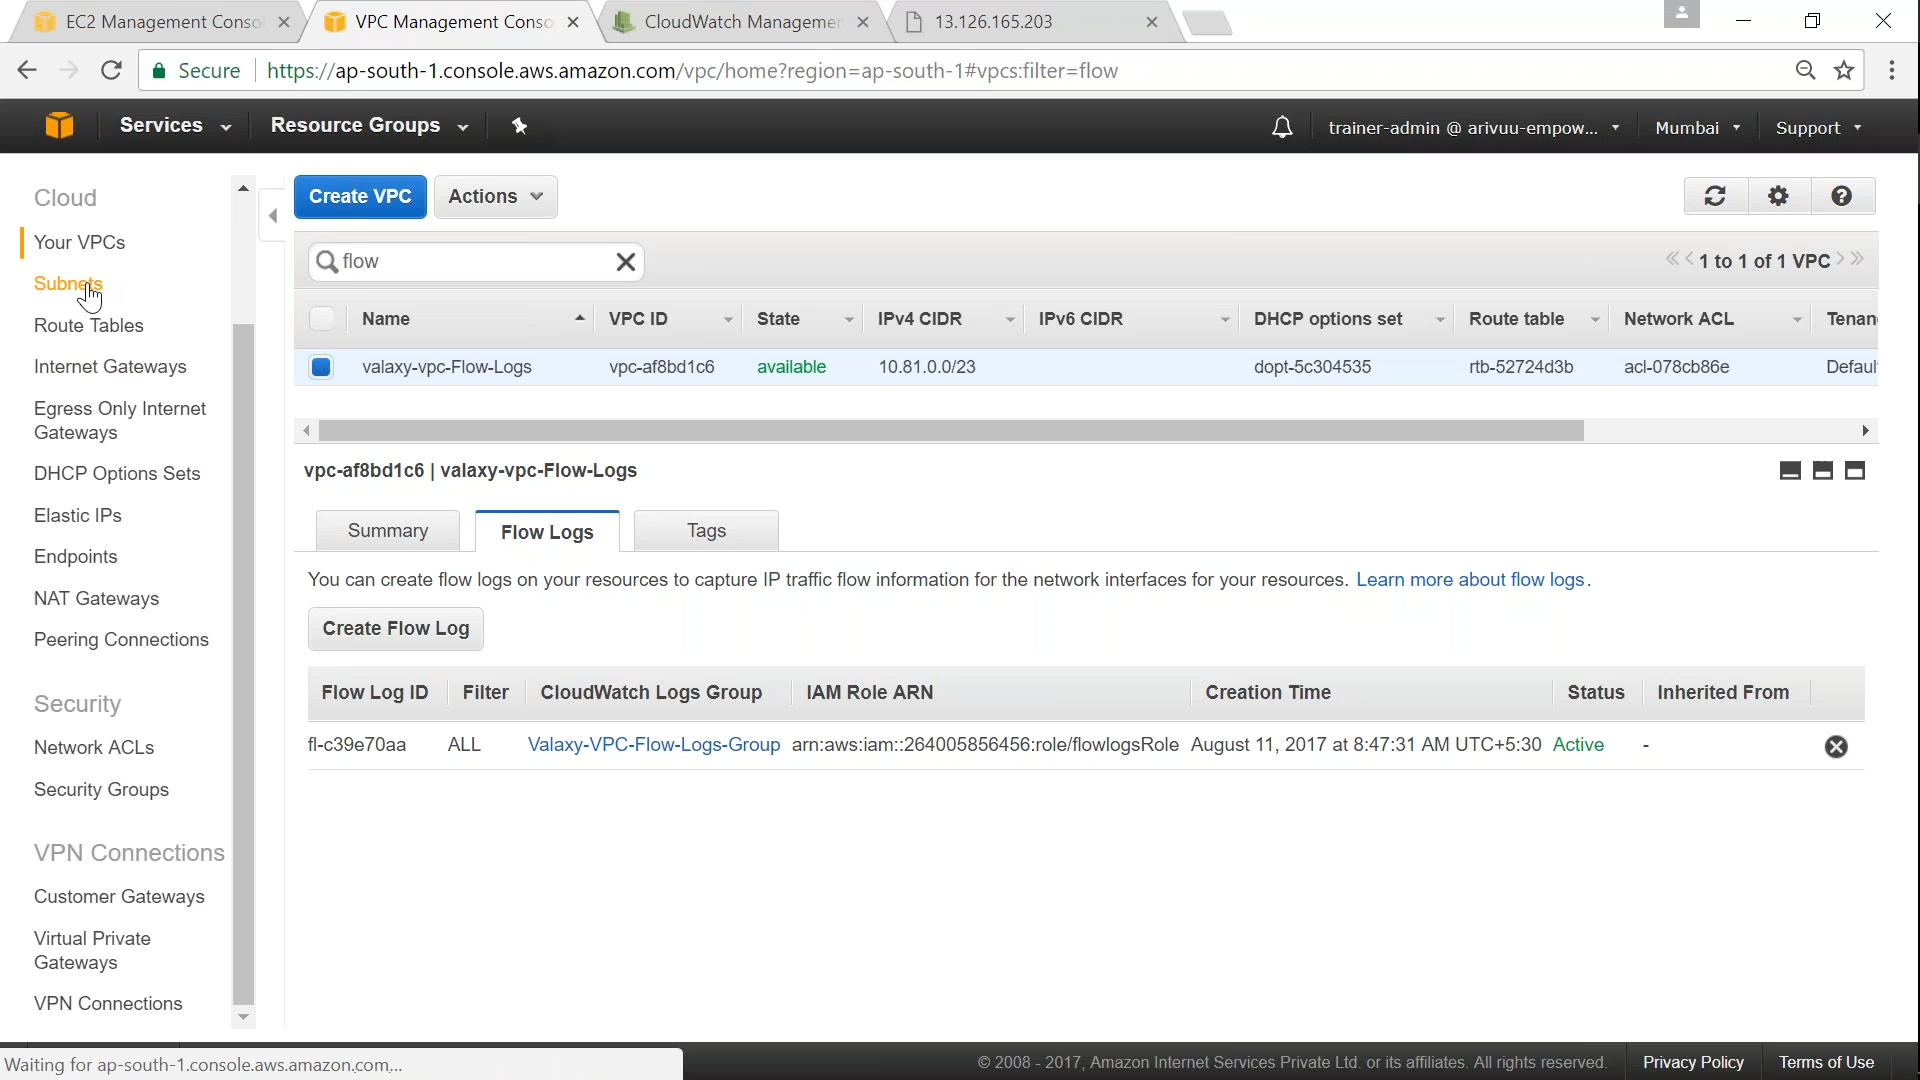 EC2 Management Conso
VPC Management Conso
CloudWatch Managemen
13.126.165.203
Secure
https://ap-south-1.console.aws.amazon.com/vpc/home?region=ap-south-1#vpcs:filter=flow
Services
Resource Groups
trainer-admin @ arivuu-empow...
Mumbai
Support
Cloud
Your VPCs
Subnets
Route Tables
Internet Gateways
Egress Only Internet
Gateways
DHCP Options Sets
Elastic IPs
Endpoints
NAT Gateways
Peering Connections
Security
Network ACLs
Security Groups
VPN Connections
Customer Gateways
Virtual Private
Gateways
VPN Connections
Create VPC
Actions
flow
1 to 1 of 1 VPC
Name VPC ID State IPv4 CIDR IPv6 CIDR DHCP options set Route table Network ACL Tenan
valaxy-vpc-Flow-Logs vpc-af8bd1c6 available 10.81.0.0/23 dopt-5c304535 rtb-52724d3b acl-078cb86e Defaul
vpc-af8bd1c6 | valaxy-vpc-Flow-Logs
Summary
Flow Logs
Tags
You can create flow logs on your resources to capture IP traffic flow information for the network interfaces for your resources. Learn more about flow logs.
Create Flow Log
Flow Log ID Filter CloudWatch Logs Group IAM Role ARN Creation Time Status Inherited From
fl-c39e70aa ALL Valaxy-VPC-Flow-Logs-Group arn:aws:iam::264005856456:role/flowlogsRole August 11, 2017 at 8:47:31 AM UTC+5:30 Active -
Waiting for ap-south-1.console.aws.amazon.com...
© 2008 - 2017, Amazon Internet Services Private Ltd. or its affiliates. All rights reserved.
Privacy Policy
Terms of Use